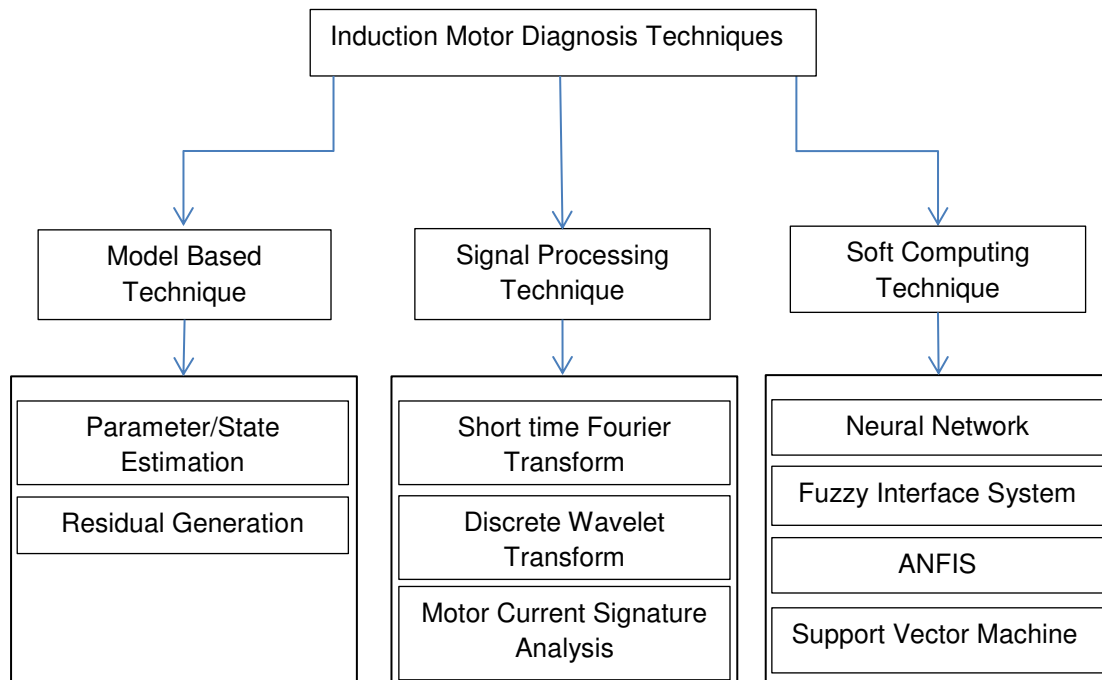 Induction Motor Diagnosis Techniques
Model Based
Technique
Signal Processing
Technique
Soft Computing
Technique
Parameter/State
Estimation
Residual Generation
Short time Fourier
Transform
Discrete Wavelet
Transform
Motor Current Signature
Analysis
Neural Network
Fuzzy Interface System
ANFIS
Support Vector Machine